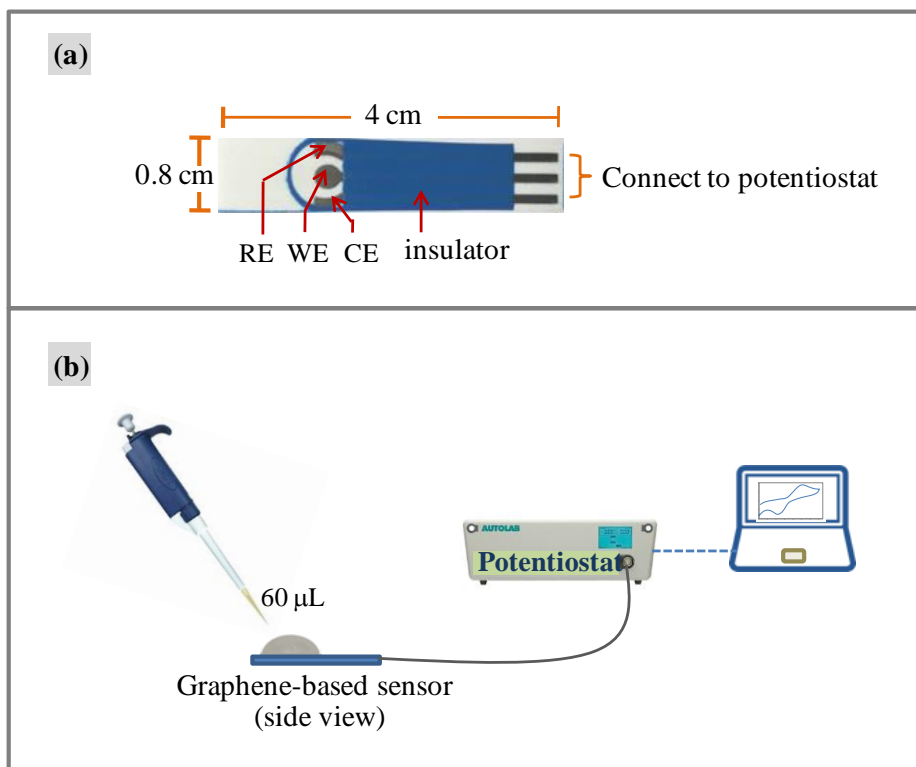 (a)
4 cm
0.8 cm
Connect to potentiostat
RE WE CE insulator
(b)
60 µL
AUTOLAB
Potentiostat
Graphene-based sensor
(side view)